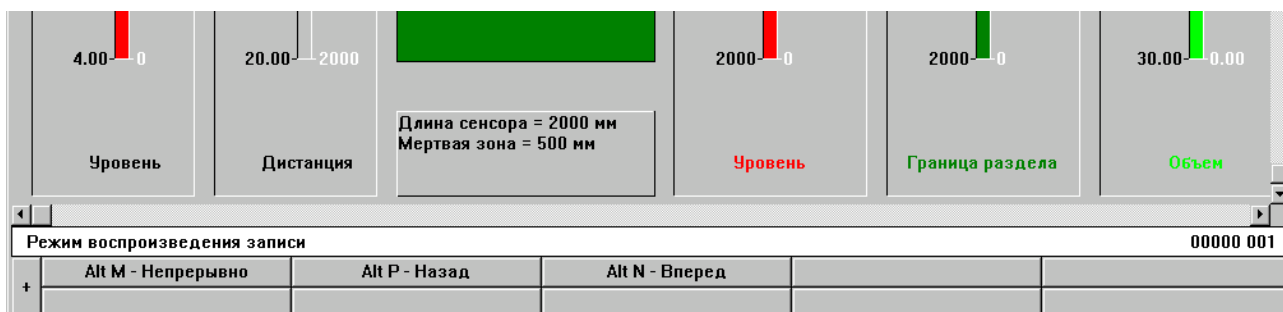 4.00 0 20.00 2000 2000 0 2000 0 30.00 0.00
Длина сенсора = 2000 мм
Мертвая зона = 500 мм
Уровень Дистанция Уровень Граница раздела Объем
Режим воспроизведения записи 00000 001
+ Alt M - Непрерывно Alt P - Назад Alt N - Вперед